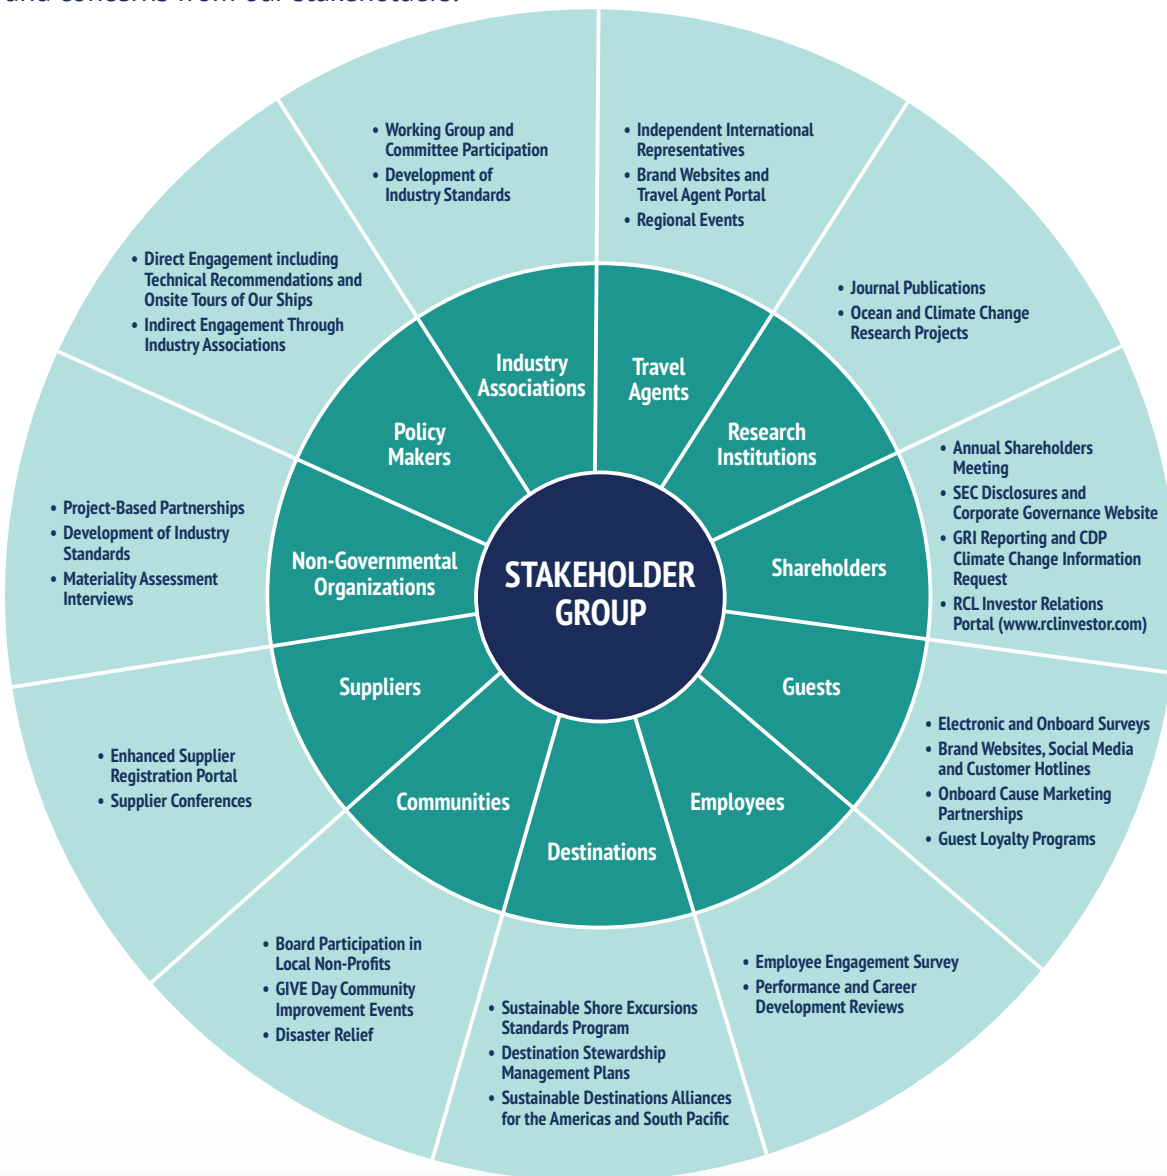 and concerns from our stakeholders.
• Working Group and
Committee Participation
• Development of
Industry Standards
• Independent International
Representatives
• Brand Websites and
Travel Agent Portal
• Regional Events
• Journal Publications
• Ocean and Climate Change
Research Projects
• Annual Shareholders
Meeting
• SEC Disclosures and
Corporate Governance Website
• GRI Reporting and CDP
Climate Change Information
Request
• RCL Investor Relations
Portal (www.rclinvestor.com)
• Electronic and Onboard Surveys
• Brand Websites, Social Media
and Customer Hotlines
• Onboard Cause Marketing
Partnerships
• Guest Loyalty Programs
• Employee Engagement Survey
• Performance and Career
Development Reviews
• Sustainable Shore Excursions
Standards Program
• Destination Stewardship
Management Plans
• Sustainable Destinations Alliances
for the Americas and South Pacific
• Board Participation in
Local Non-Profits
• GIVE Day Community
Improvement Events
• Disaster Relief
• Enhanced Supplier
Registration Portal
• Supplier Conferences
• Project-Based Partnerships
• Development of Industry
Standards
• Materiality Assessment
Interviews
• Direct Engagement including
Technical Recommendations and
Onsite Tours of Our Ships
• Indirect Engagement Through
Industry Associations
Industry
Associations
Travel
Agents
Research
Institutions
Shareholders
Guests
Employees
Destinations
Communities
Suppliers
Non-Governmental
Organizations
Policy
Makers
STAKEHOLDER
GROUP